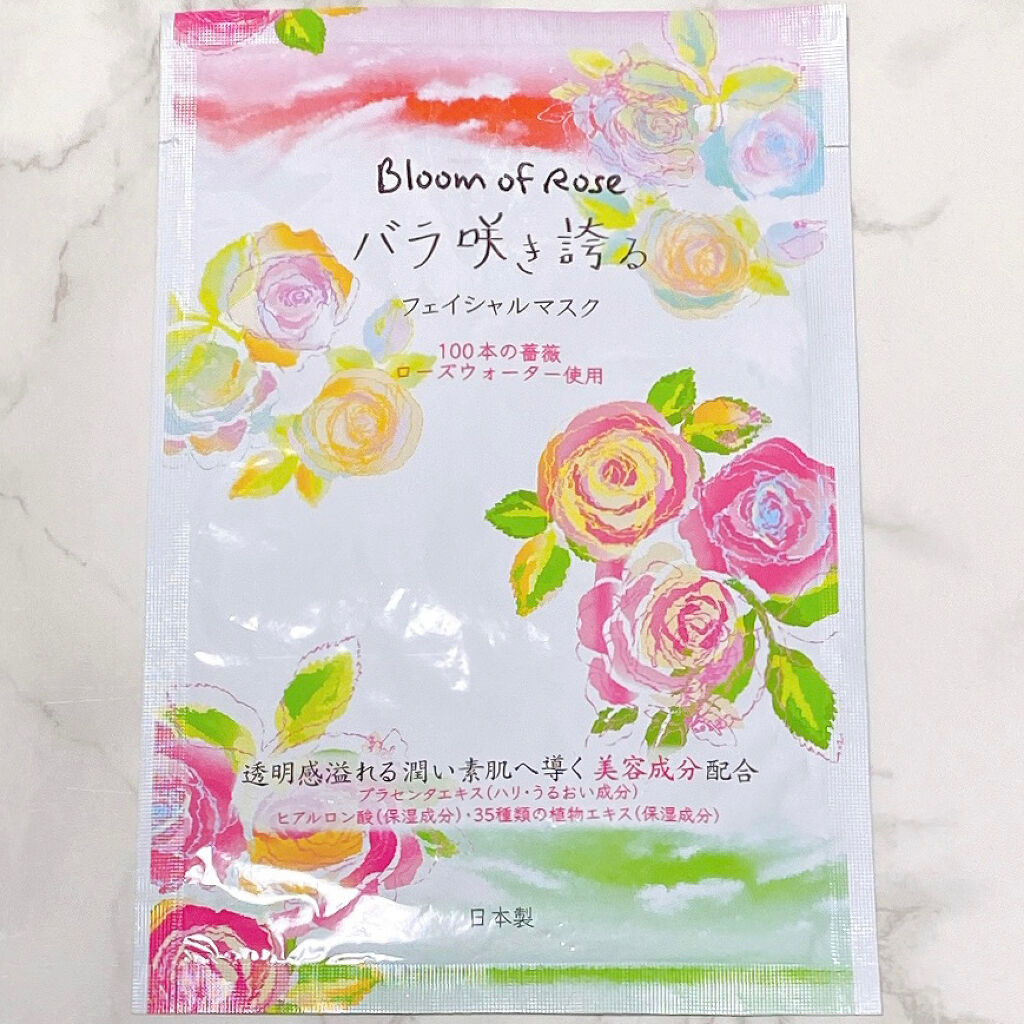 Bloom of Rose
バラ咲き誇る
フェイシャルマスク
100本の薔薇
ローズウォーター使用
透明感溢れる潤い素肌へ導く美容成分配合
プラセンタエキス(ハリ・うるおい成分)
ヒアルロン酸(保湿成分)・35種類の植物エキス(保湿成分)
日本製